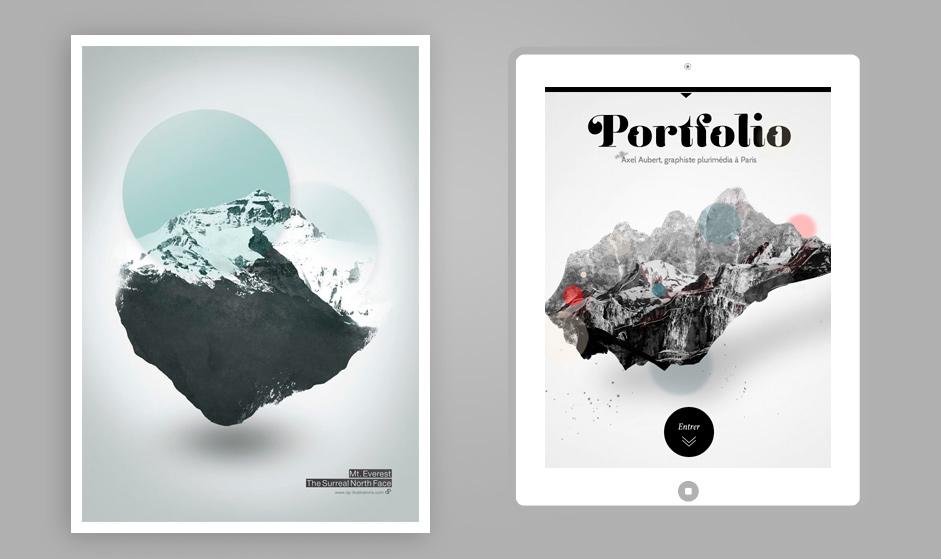 Mt. Everest
The Surreal North Face
Portfolio
Axel Aubert, graphiste plurimédia à Paris
Entrer